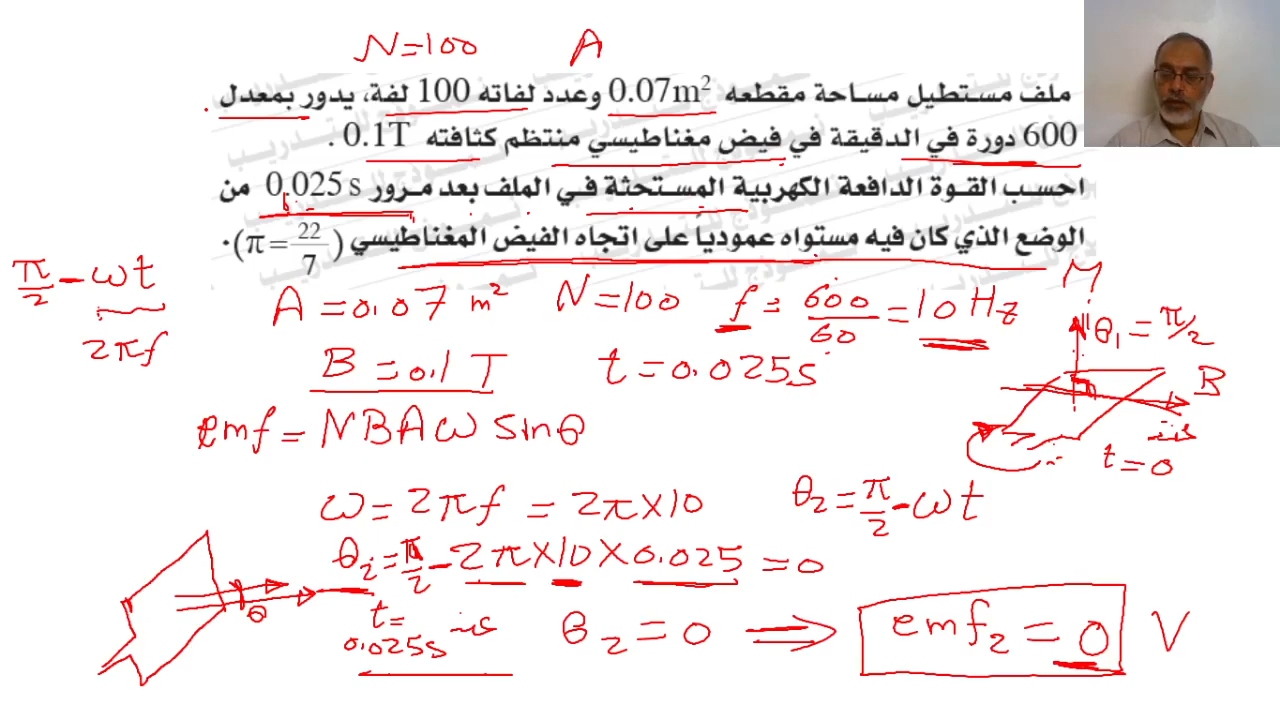 N=100 A
ملف مستطيل مساحة مقطعه 0.07m² وعدد لفاته 100 لفة، يدور بمعدل
600 دورة في الدقيقة في فيض مغناطيسي منتظم كثافته 0.1T .
احسب القوة الدافعة الكهربية المستحثة في الملف بعد مرور 0.025 s من
الوضع الذي كان فيه مستواه عمودياً على اتجاه الفيض المغناطيسي (π = 22/7) .
π/2 - ωt
2πf
A = 0.07 m² N=100 f = 600/60 = 10 Hz
M
θ₁ = π/2
B = 0.1 T t = 0.025s
B
emf = NBAω sinθ
عند t = 0
ω = 2πf = 2π×10 θ₂ = π/2 - ωt
θ₂ = π/2 - 2π×10×0.025 = 0
θ
عند t = 0.025s
θ₂ = 0 ⇒ emf₂ = 0 V